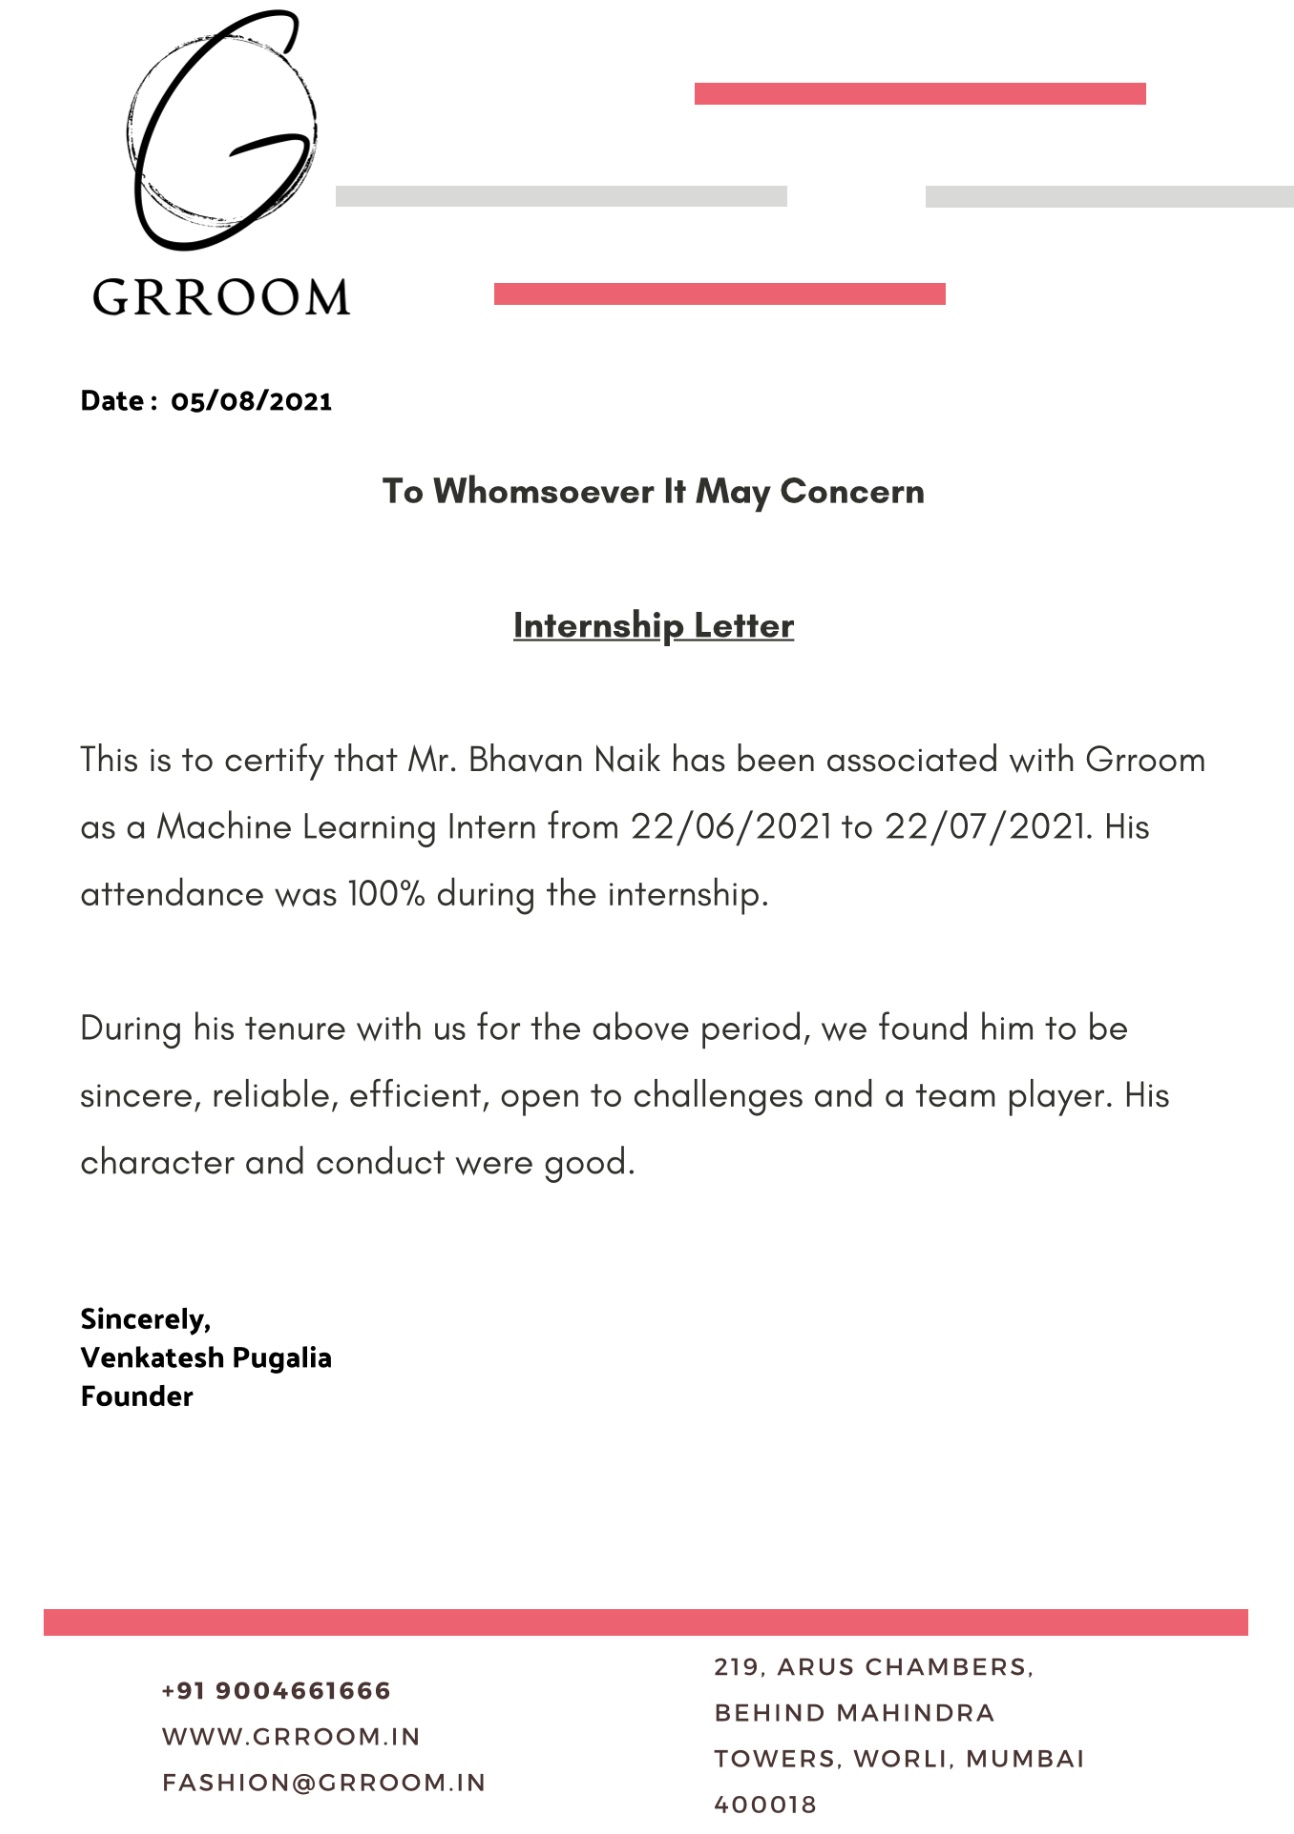 G
GRROOM
Date : 05/08/2021
To Whomsoever It May Concern
Internship Letter
This is to certify that Mr. Bhavan Naik has been associated with Grroom
as a Machine Learning Intern from 22/06/2021 to 22/07/2021. His
attendance was 100% during the internship.
During his tenure with us for the above period, we found him to be
sincere, reliable, efficient, open to challenges and a team player. His
character and conduct were good.
Sincerely,
Venkatesh Pugalia
Founder
+91 9004661666
WWW.GRROOM.IN
FASHION@GRROOM.IN
219, ARUS CHAMBERS,
BEHIND MAHINDRA
TOWERS, WORLI, MUMBAI
400018